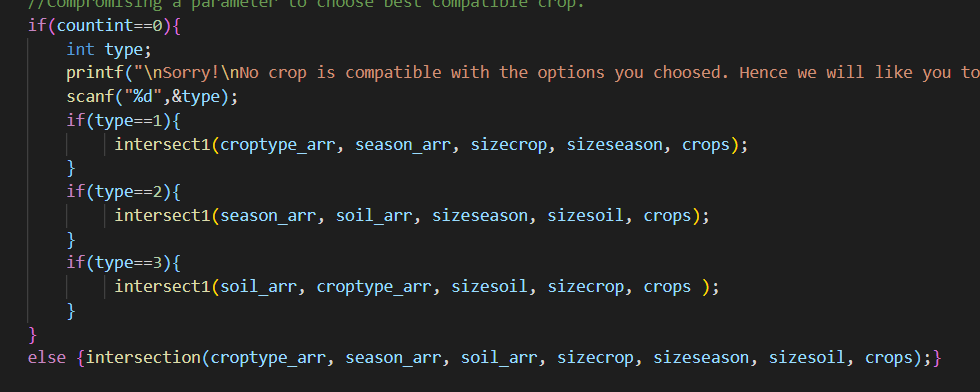 //Compromising a parameter to choose best compatible crop.
if(countint==0){
int type;
printf("\nSorry!\nNo crop is compatible with the options you choosed. Hence we will like you to
scanf("%d",&type);
if(type==1){
intersect1(croptype_arr, season_arr, sizecrop, sizeseason, crops);
}
if(type==2){
intersect1(season_arr, soil_arr, sizeseason, sizesoil, crops);
}
if(type==3){
intersect1(soil_arr, croptype_arr, sizesoil, sizecrop, crops );
}
}
else {intersection(croptype_arr, season_arr, soil_arr, sizecrop, sizeseason, sizesoil, crops);}